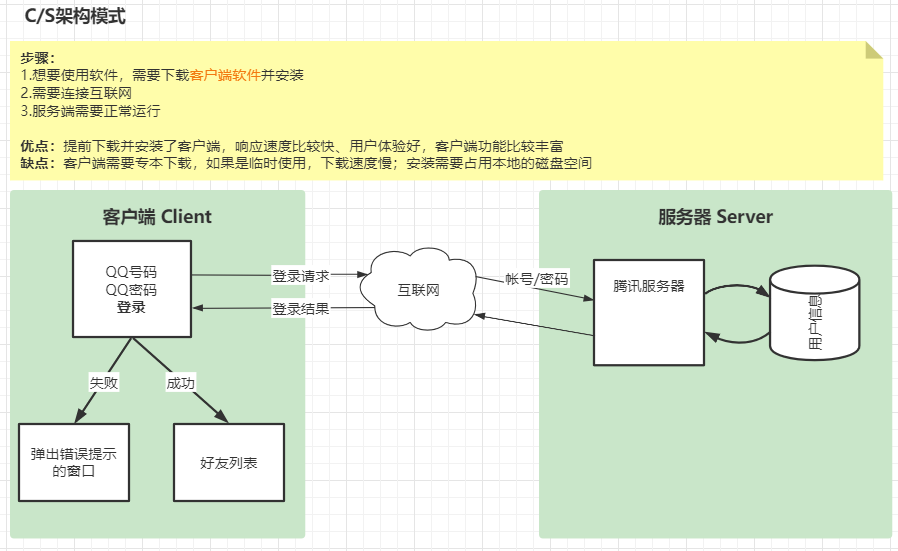 C/S架构模式
步骤：
1.想要使用软件，需要下载客户端软件并安装
2.需要连接互联网
3.服务端需要正常运行
优点：提前下载并安装了客户端，响应速度比较快、用户体验好，客户端功能比较丰富
缺点：客户端需要专本下载，如果是临时使用，下载速度慢；安装需要占用本地的磁盘空间
客户端 Client
服务器 Server
QQ号码
QQ密码
登录
登录请求
登录结果
互联网
帐号/密码
腾讯服务器
用户信息
失败
成功
弹出错误提示
的窗口
好友列表